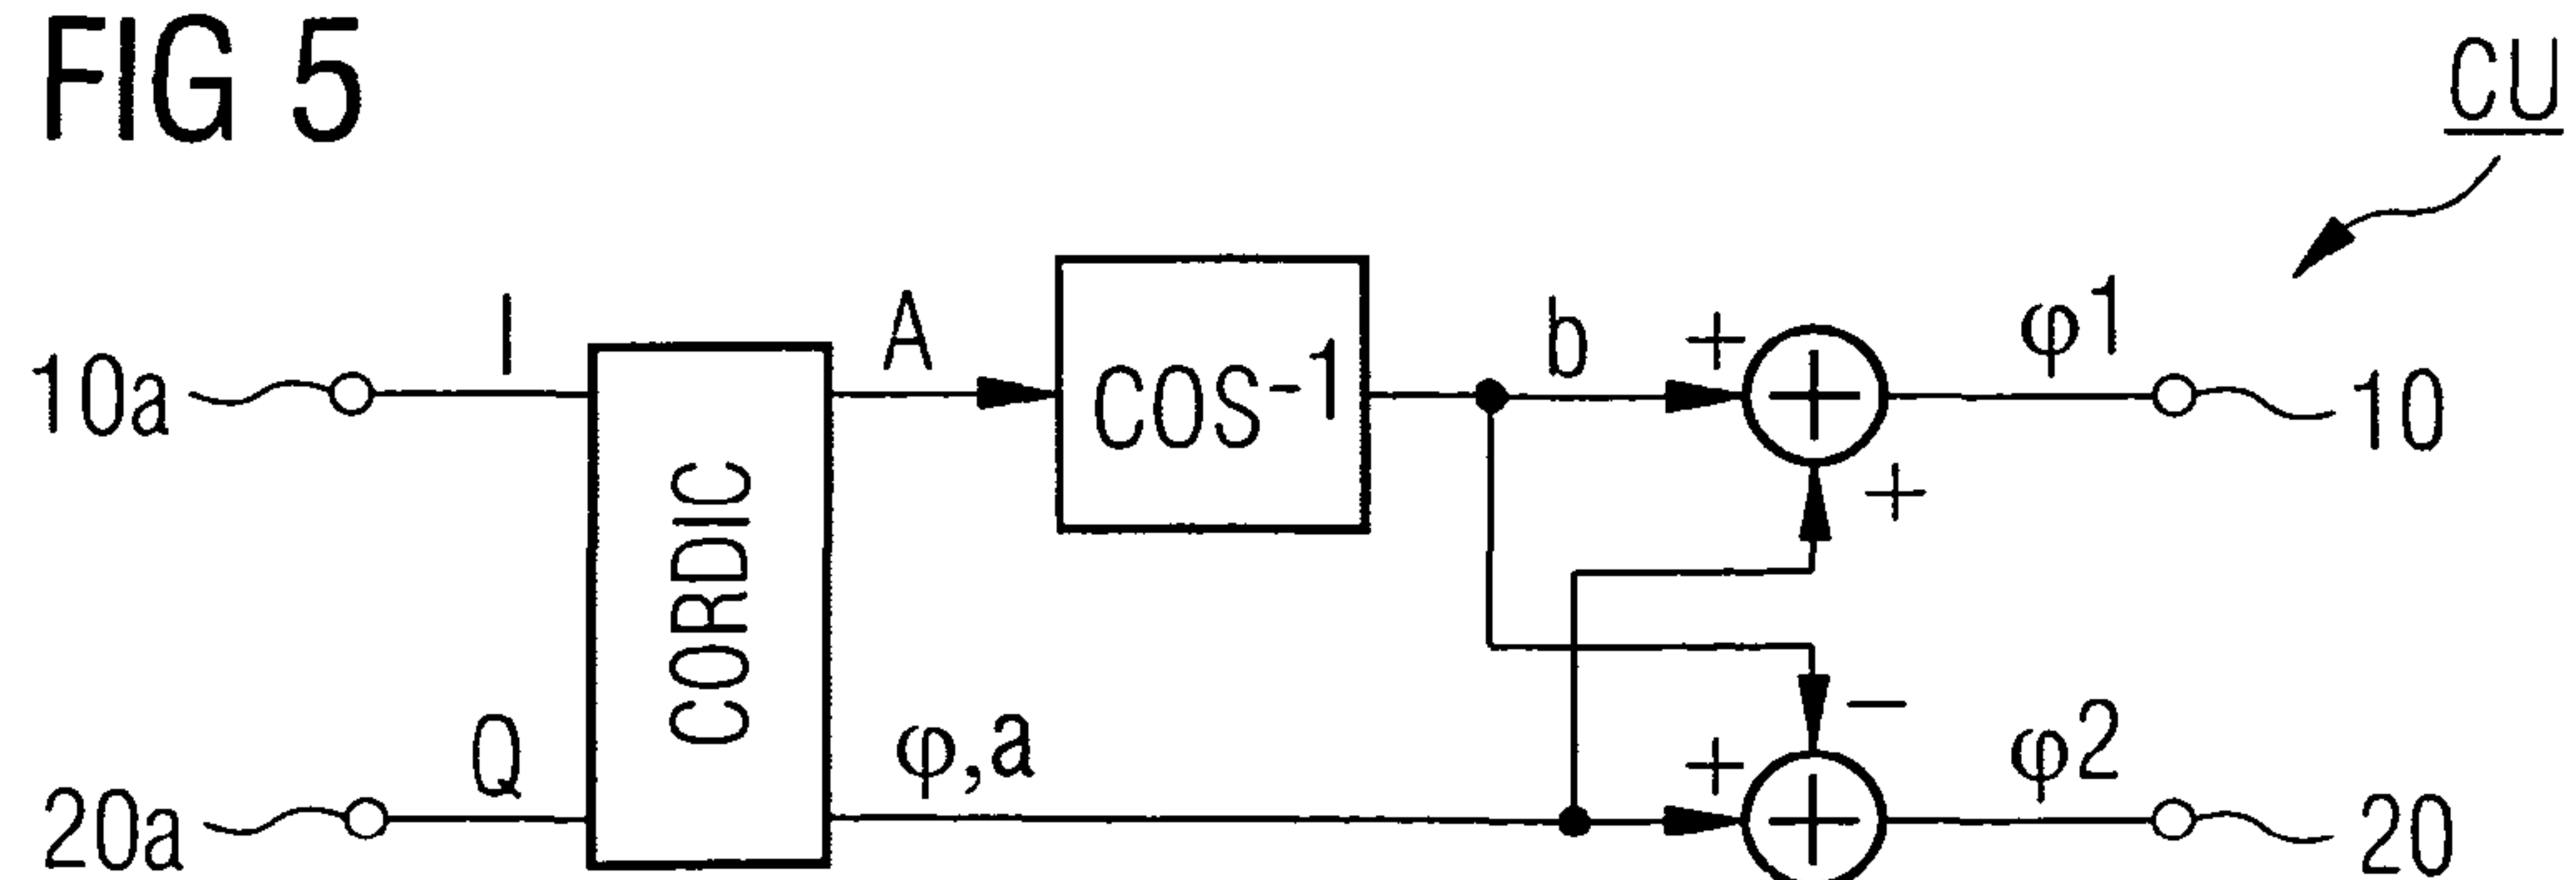 FIG 5
CU
I
A
b
+
φ1
10a
COS⁻¹
+
10
CORDIC
+
Q
φ,a
+
−
φ2
20a
+
20